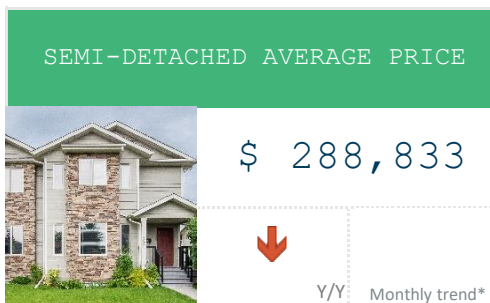 SEMI-DETACHED AVERAGE PRICE
$ 288,833
Y/Y
Monthly trend*